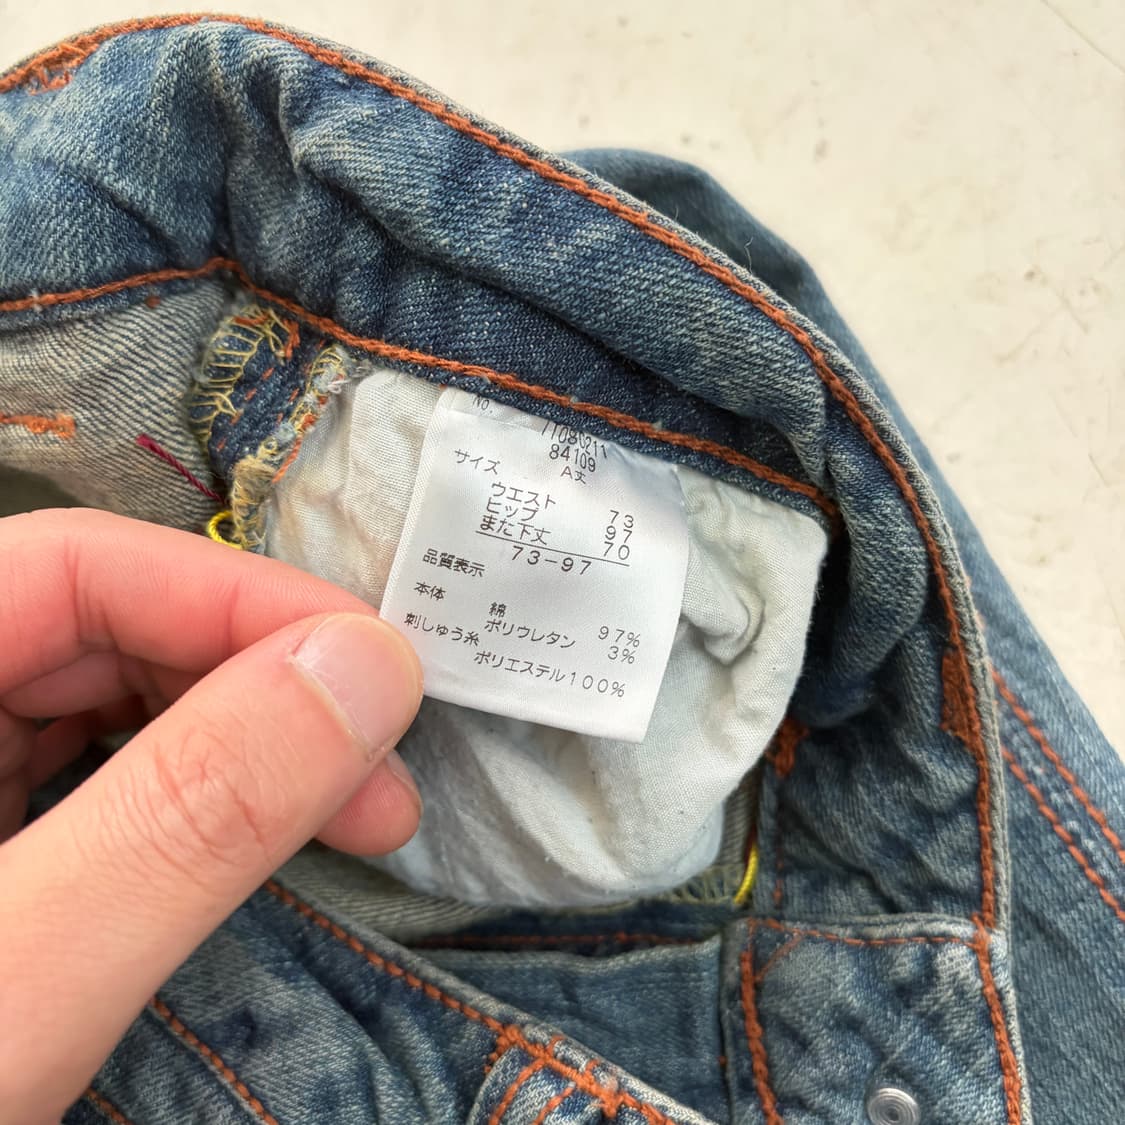 No.
84109
A丈
サイズ
ウエスト 73
ヒップ 97
また下丈 70
73-97
品質表示
本体
綿 97%
ポリウレタン 3%
刺しゅう糸
ポリエステル100%